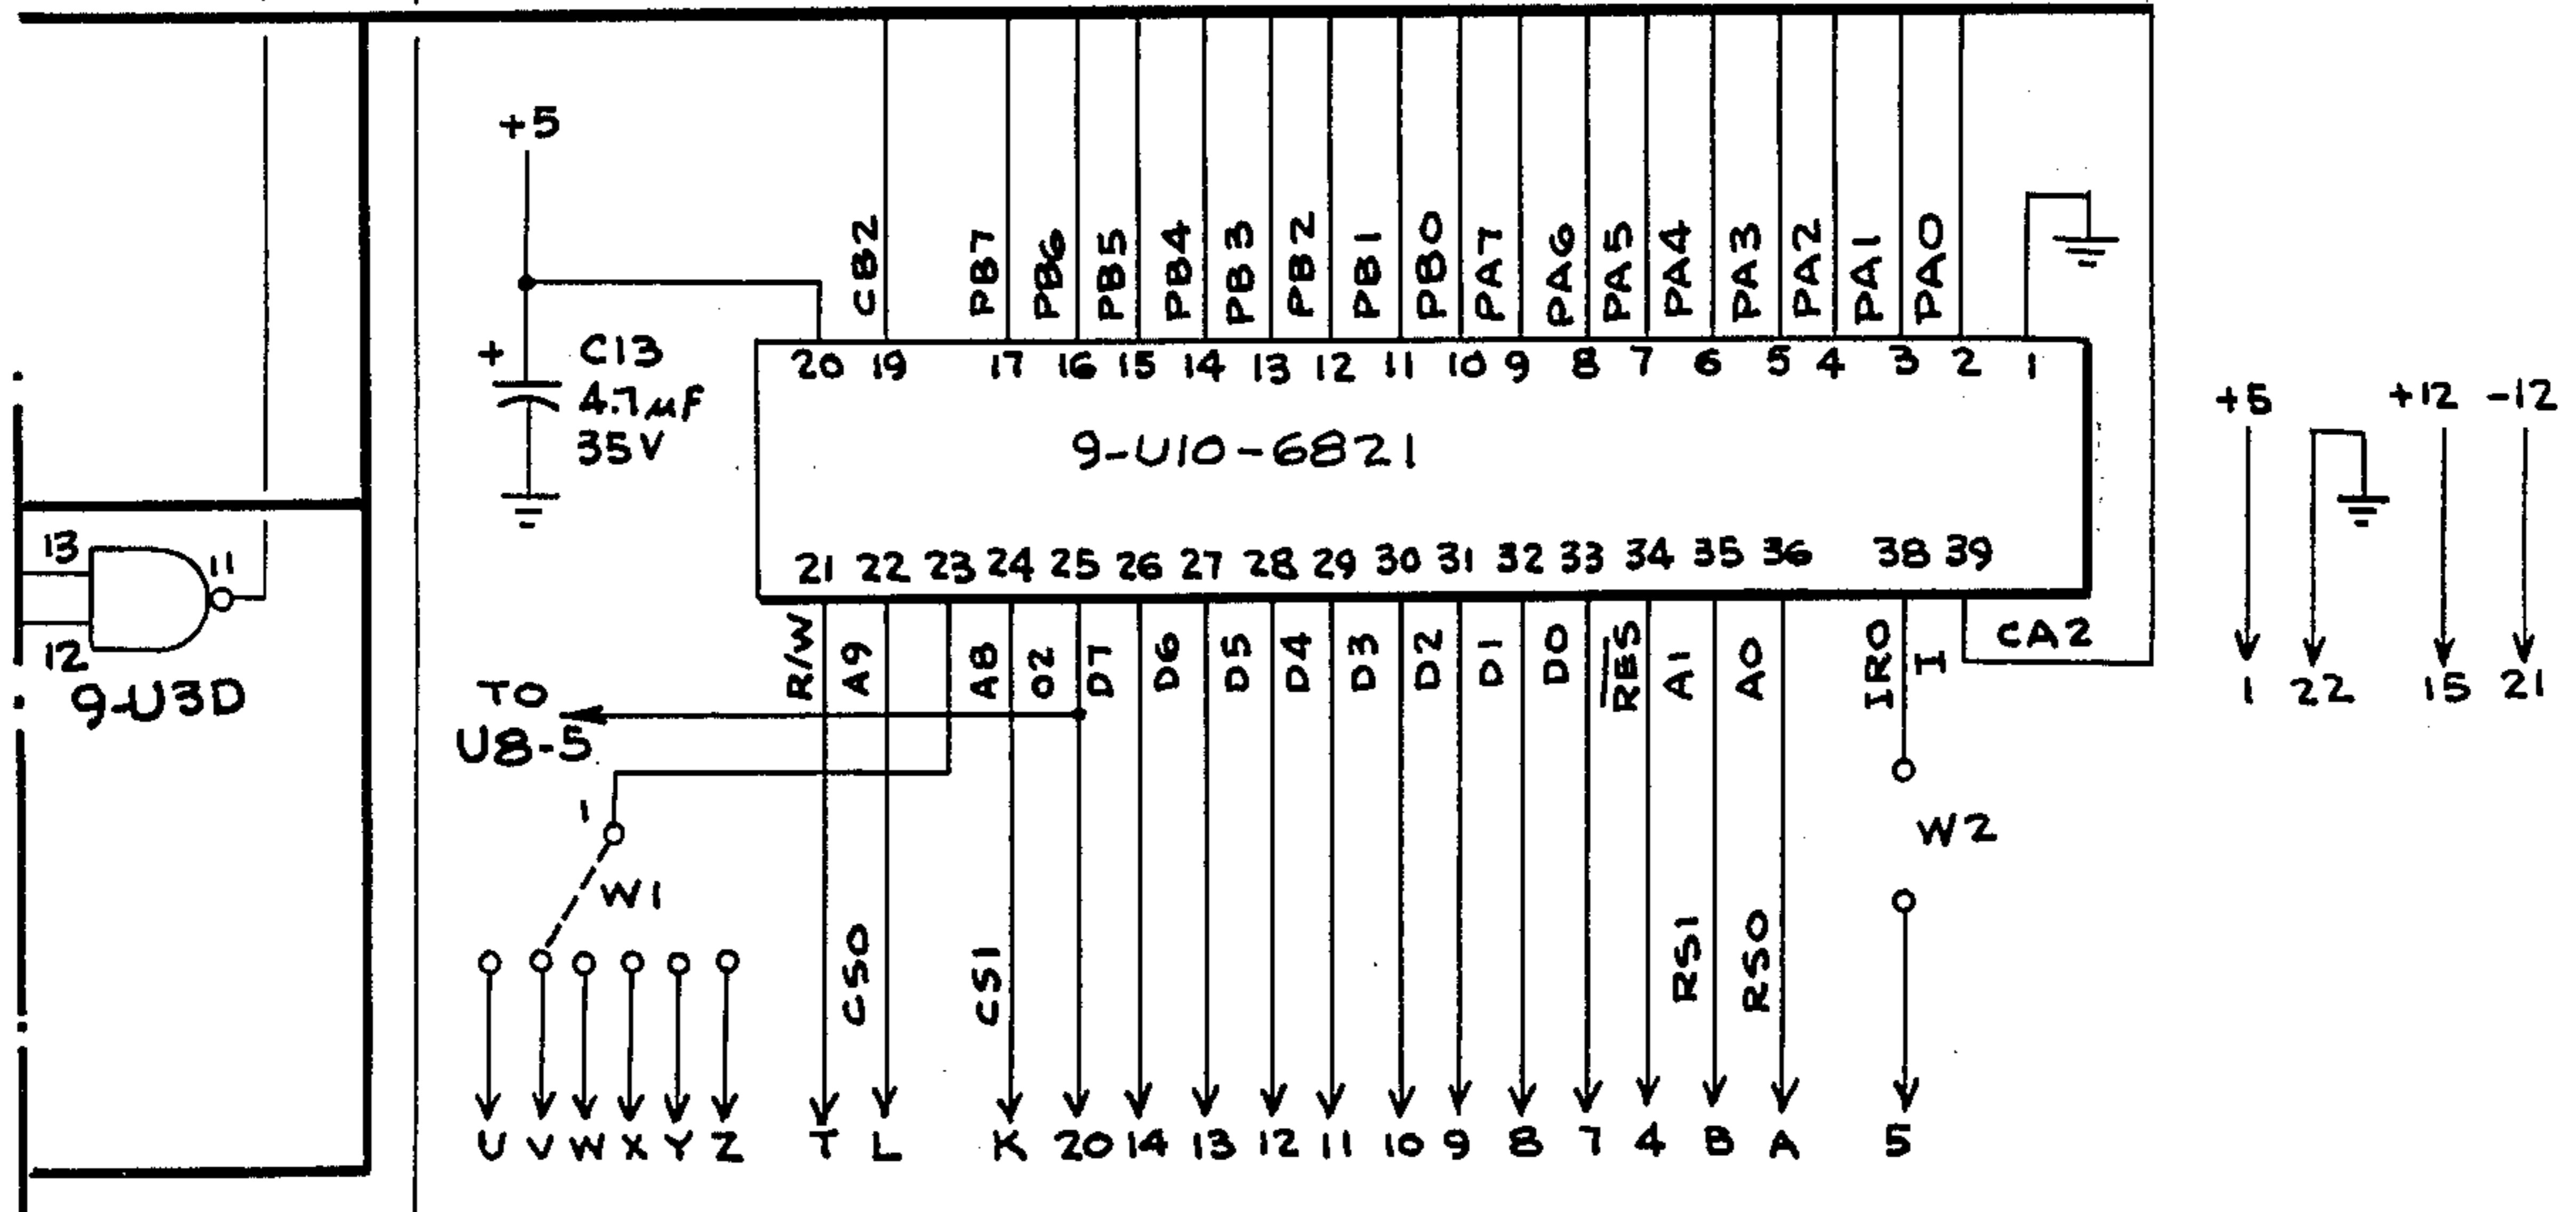 +5
CB2
PB7
PB6
PB5
PB4
PB3
PB2
PB1
PB0
PA7
PA6
PA5
PA4
PA3
PA2
PA1
PA0
+
C13
4.7µF
35V
20 19 17 16 15 14 13 12 11 10 9 8 7 6 5 4 3 2 1
9-U10-6821
21 22 23 24 25 26 27 28 29 30 31 32 33 34 35 36 38 39
+5
+12
-12
1
22
15
21
13
11
12
9-U3D
R/W
A9
A8
02
D7
D6
D5
D4
D3
D2
D1
D0
RES
A1
A0
IRO
I
CA2
TO
U8-5
1
W1
W2
CS0
CS1
RS1
RS0
U V W X Y Z T L K 20 14 13 12 11 10 9 8 7 4 B A 5